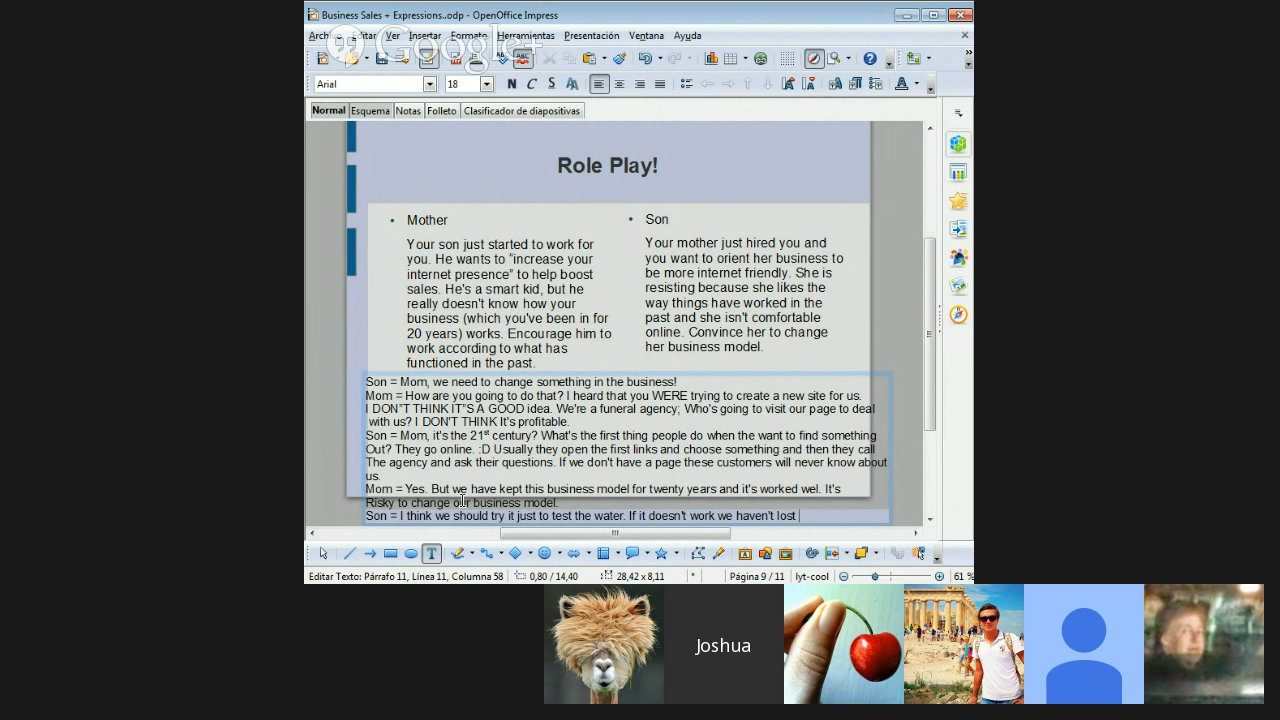 Business Sales + Expressions..odp - OpenOffice Impress
Google+
Archivo Editar Ver Insertar Formato Herramientas Presentación Ventana Ayuda
Arial 18 N C S
Normal Esquema Notas Folleto Clasificador de diapositivas
Role Play!
• Mother
Your son just started to work for
you. He wants to "increase your
internet presence" to help boost
sales. He's a smart kid, but he
really doesn't know how your
business (which you've been in for
20 years) works. Encourage him to
work according to what has
functioned in the past.
• Son
Your mother just hired you and
you want to orient her business to
be more internet friendly. She is
resisting because she likes the
way things have worked in the
past and she isn't comfortable
online. Convince her to change
her business model.
Son = Mom, we need to change something in the business!
Mom = How are you going to do that? I heard that you WERE trying to create a new site for us.
I DON"T THINK IT"S A GOOD idea. We're a funeral agency; Who's going to visit our page to deal
with us? I DON'T THINK It's profitable.
Son = Mom, it's the 21st century? What's the first thing people do when the want to find something
Out? They go online. :D Usually they open the first links and choose something and then they call
The agency and ask their questions. If we don't have a page these customers will never know about
us.
Mom = Yes. But we have kept this business model for twenty years and it's worked wel. It's
Risky to change our business model.
Son = I think we should try it just to test the water. If it doesn't work we haven't lost
Editar Texto: Párrafo 11, Línea 11, Columna 58 0,80 / 14,40 28,42 x 8,11 * Página 9 / 11 lyt-cool 61 %
Joshua